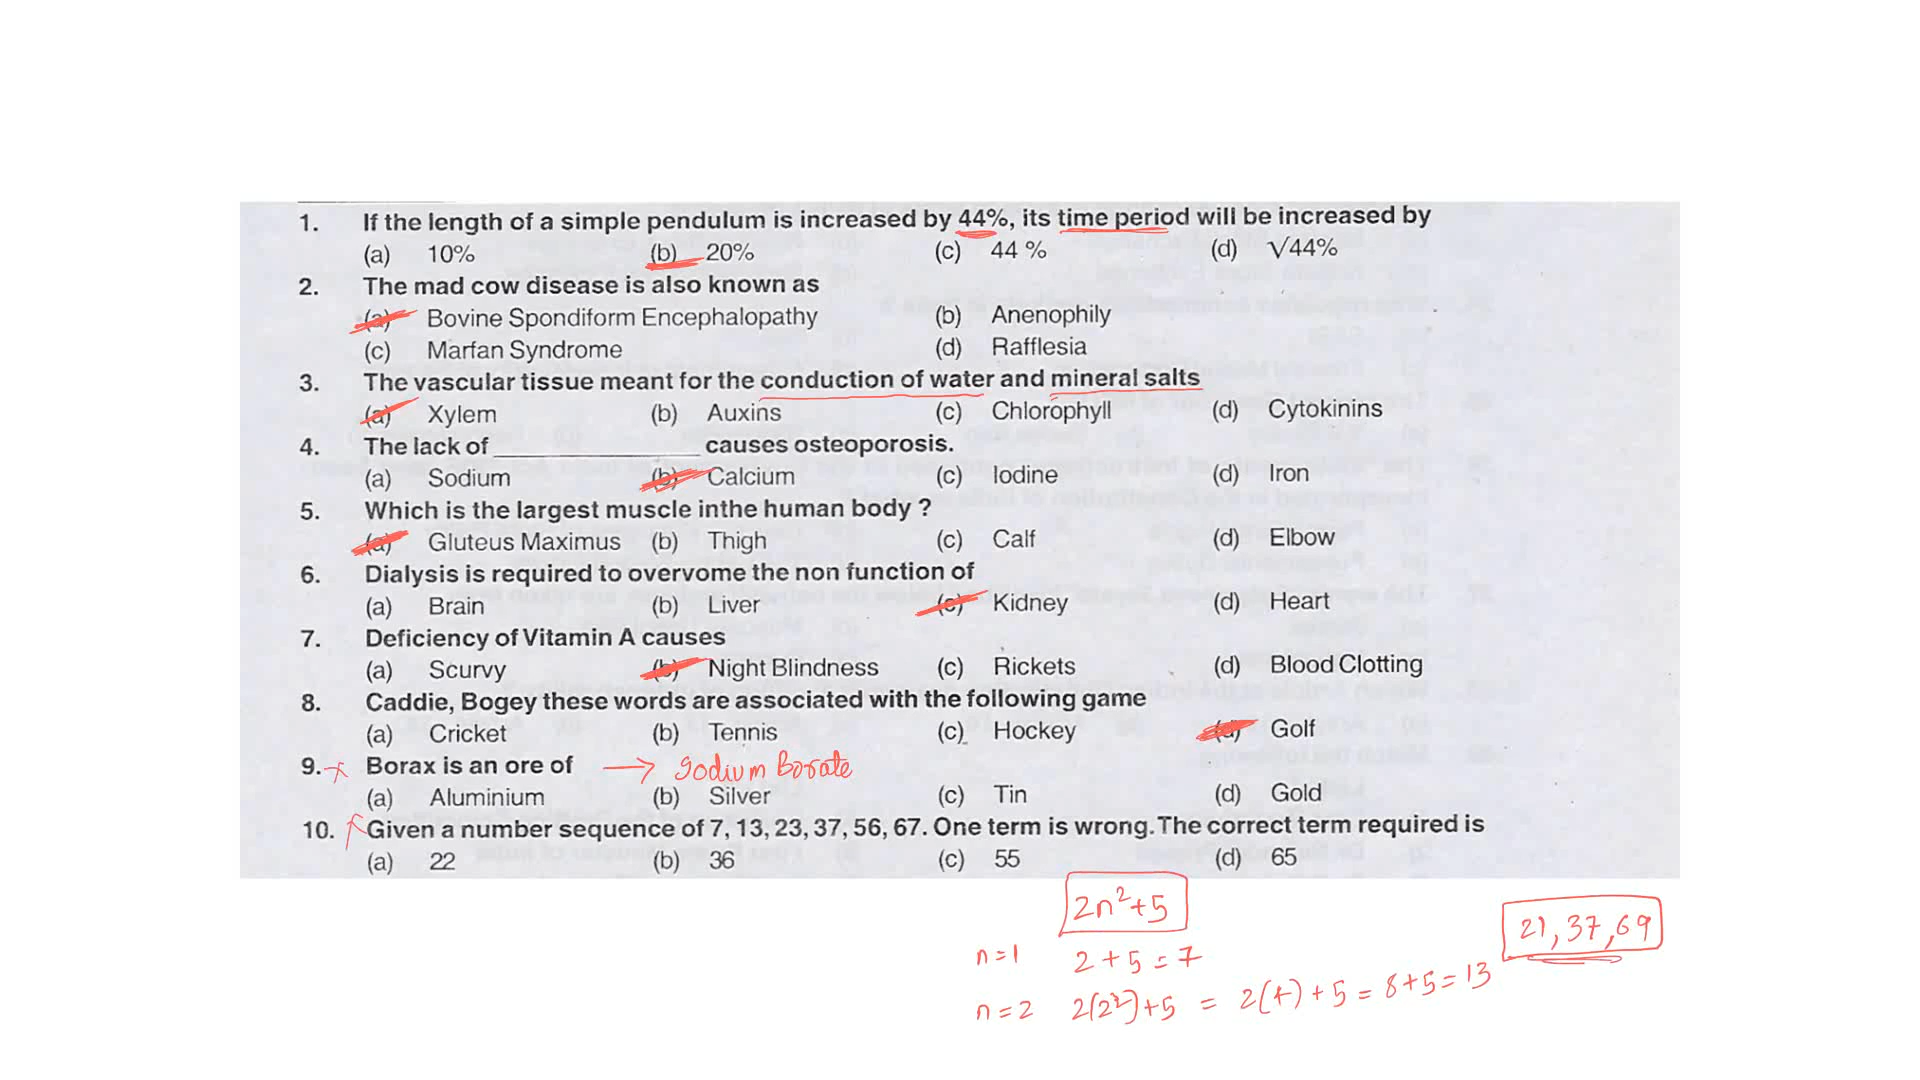 1. If the length of a simple pendulum is increased by 44%, its time period will be increased by
(a) 10% (b) 20% (c) 44 % (d) √44%
2. The mad cow disease is also known as
(a) Bovine Spondiform Encephalopathy (b) Anenophily
(c) Marfan Syndrome (d) Rafflesia
3. The vascular tissue meant for the conduction of water and mineral salts
(a) Xylem (b) Auxins (c) Chlorophyll (d) Cytokinins
4. The lack of ______________ causes osteoporosis.
(a) Sodium (b) Calcium (c) Iodine (d) Iron
5. Which is the largest muscle inthe human body ?
(a) Gluteus Maximus (b) Thigh (c) Calf (d) Elbow
6. Dialysis is required to overvome the non function of
(a) Brain (b) Liver (c) Kidney (d) Heart
7. Deficiency of Vitamin A causes
(a) Scurvy (b) Night Blindness (c) Rickets (d) Blood Clotting
8. Caddie, Bogey these words are associated with the following game
(a) Cricket (b) Tennis (c) Hockey (d) Golf
9. Borax is an ore of → Sodium Borate
(a) Aluminium (b) Silver (c) Tin (d) Gold
10. Given a number sequence of 7, 13, 23, 37, 56, 67. One term is wrong. The correct term required is
(a) 22 (b) 36 (c) 55 (d) 65
2n²+5
21, 37, 69
n=1 2+5=7
n=2 2(2²)+5 = 2(4)+5 = 8+5=13